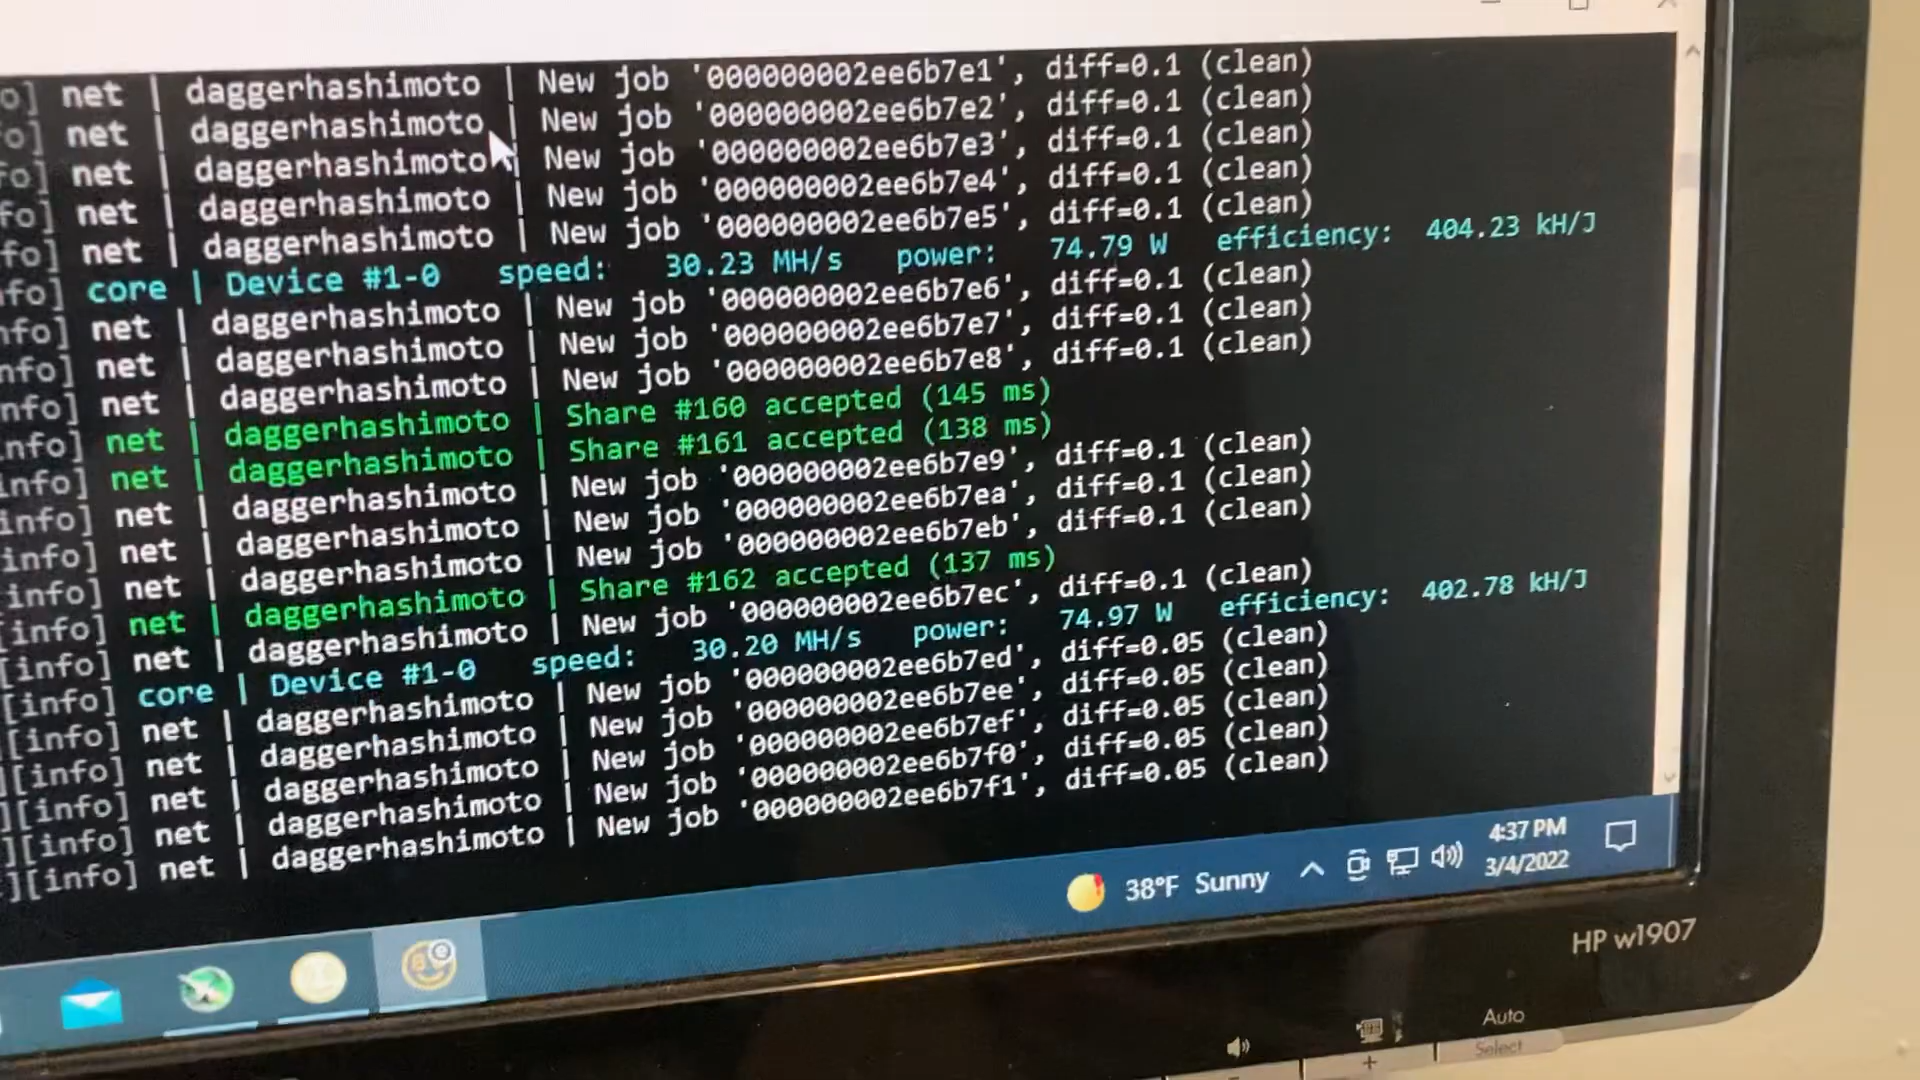 o] net | daggerhashimoto | New job '000000002ee6b7e1', diff=0.1 (clean)
fo] net | daggerhashimoto | New job '000000002ee6b7e2', diff=0.1 (clean)
fo] net | daggerhashimoto | New job '000000002ee6b7e3', diff=0.1 (clean)
fo] net | daggerhashimoto | New job '000000002ee6b7e4', diff=0.1 (clean)
fo] net | daggerhashimoto | New job '000000002ee6b7e5', diff=0.1 (clean)
nfo] core | Device #1-0 speed: 30.23 MH/s power: 74.79 W efficiency: 404.23 kH/J
nfo] net | daggerhashimoto | New job '000000002ee6b7e6', diff=0.1 (clean)
nfo] net | daggerhashimoto | New job '000000002ee6b7e7', diff=0.1 (clean)
nfo] net | daggerhashimoto | New job '000000002ee6b7e8', diff=0.1 (clean)
info] net | daggerhashimoto | Share #160 accepted (145 ms)
info] net | daggerhashimoto | Share #161 accepted (138 ms)
info] net | daggerhashimoto | New job '000000002ee6b7e9', diff=0.1 (clean)
info] net | daggerhashimoto | New job '000000002ee6b7ea', diff=0.1 (clean)
info] net | daggerhashimoto | New job '000000002ee6b7eb', diff=0.1 (clean)
[info] net | daggerhashimoto | Share #162 accepted (137 ms)
[info] net | daggerhashimoto | New job '000000002ee6b7ec', diff=0.1 (clean)
[info] core | Device #1-0 speed: 30.20 MH/s power: 74.97 W efficiency: 402.78 kH/J
[info] net | daggerhashimoto | New job '000000002ee6b7ed', diff=0.05 (clean)
][info] net | daggerhashimoto | New job '000000002ee6b7ee', diff=0.05 (clean)
][info] net | daggerhashimoto | New job '000000002ee6b7ef', diff=0.05 (clean)
][info] net | daggerhashimoto | New job '000000002ee6b7f0', diff=0.05 (clean)
][info] net | daggerhashimoto | New job '000000002ee6b7f1', diff=0.05 (clean)
38°F Sunny
4:37 PM
3/4/2022
HP w1907
Auto
Select